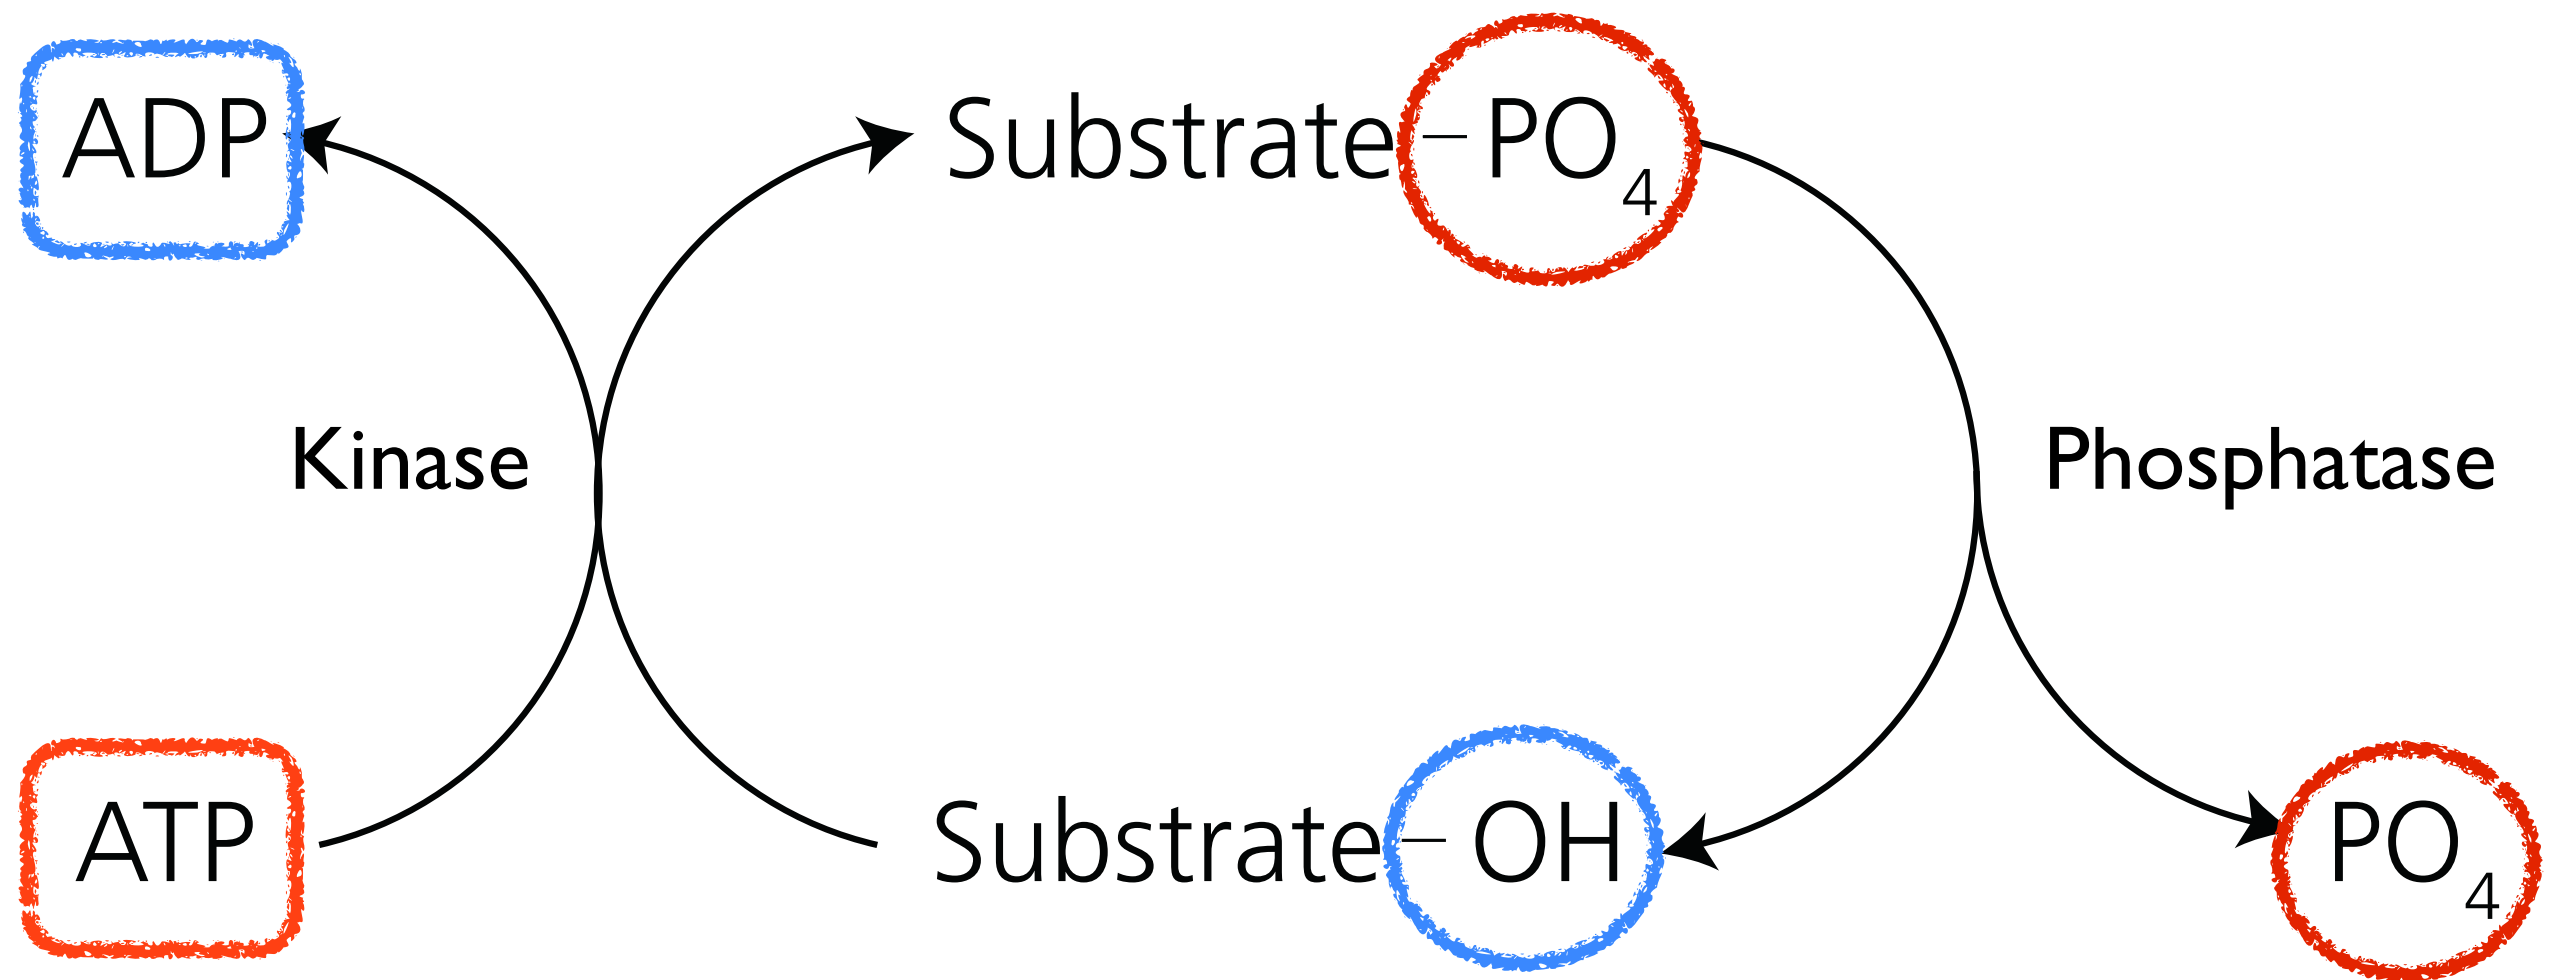 ADP
Substrate – PO4
Kinase
Phosphatase
ATP
Substrate – OH
PO4